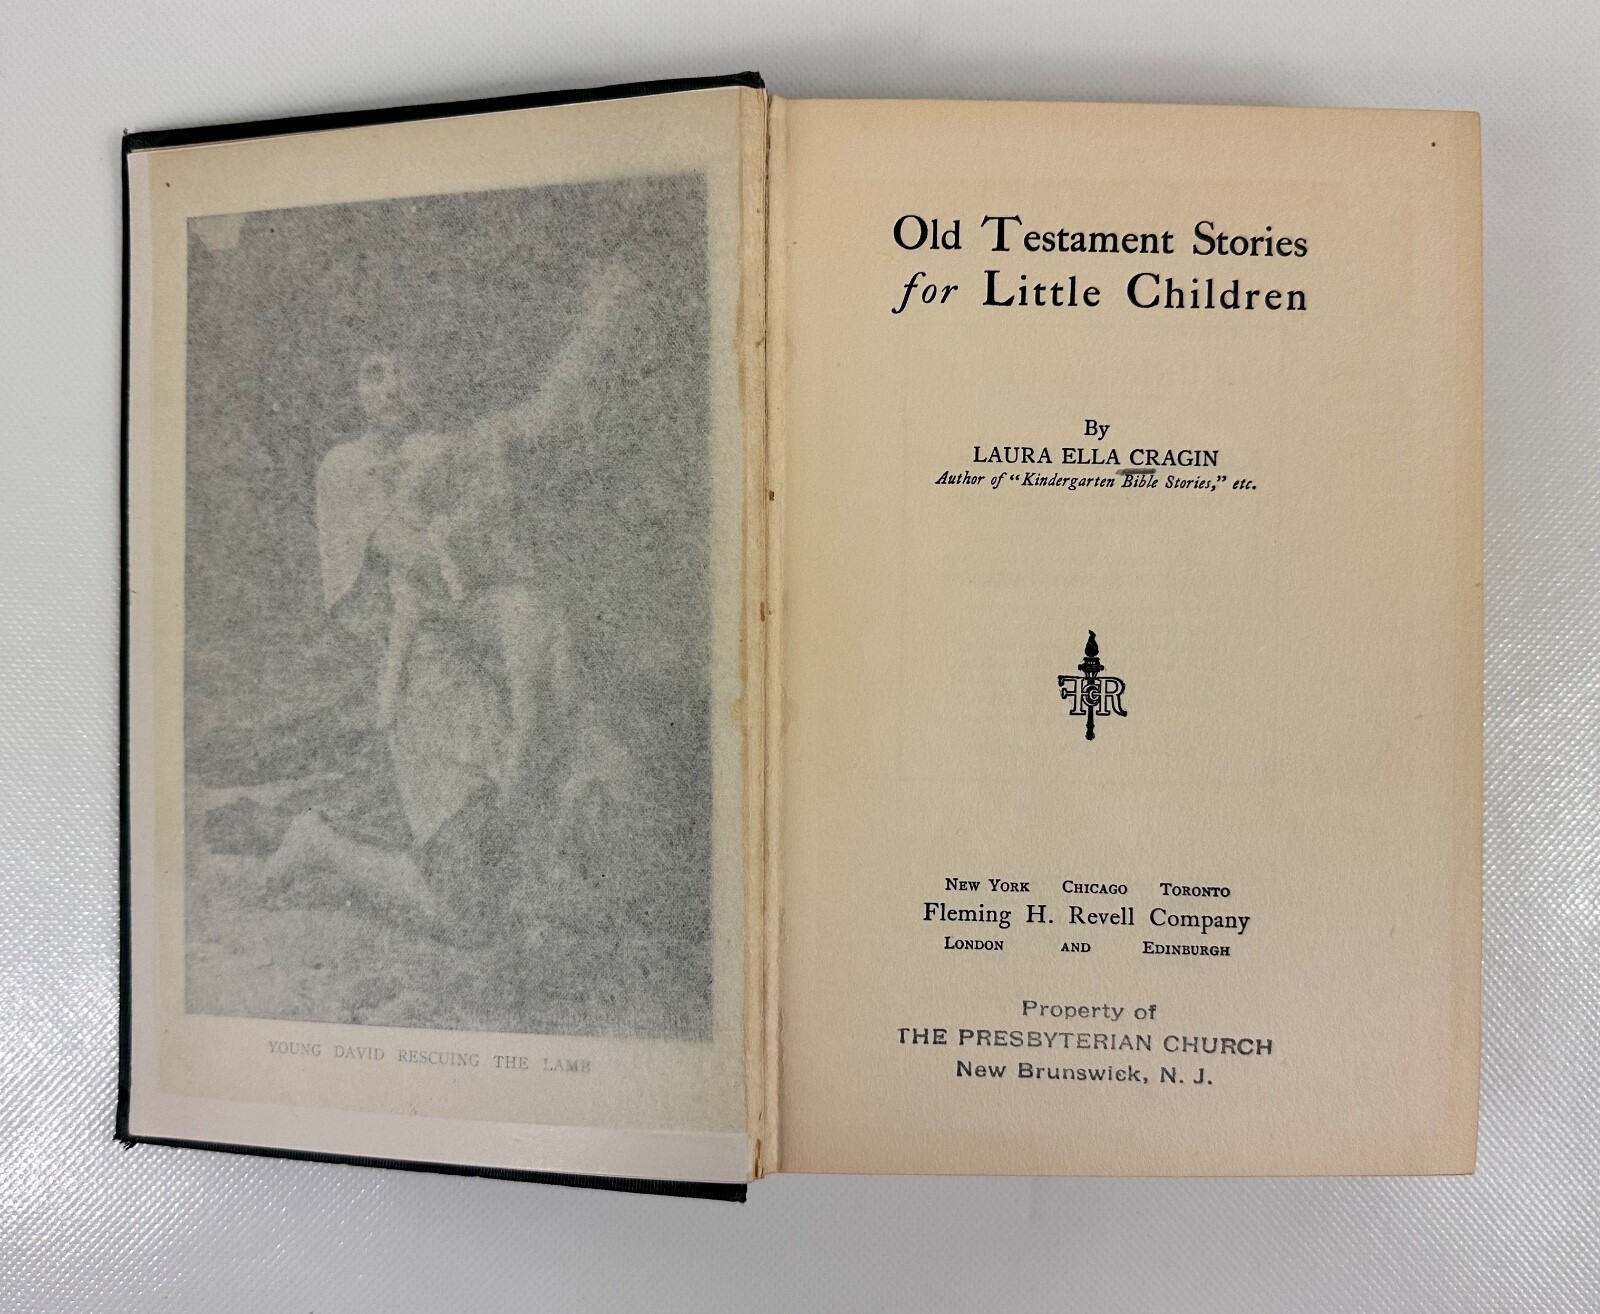 YOUNG DAVID RESCUING THE LAMB
Old Testament Stories
for Little Children
By
LAURA ELLA CRAGIN
Author of "Kindergarten Bible Stories," etc.
F C R
NEW YORK CHICAGO TORONTO
Fleming H. Revell Company
LONDON AND EDINBURGH
Property of
THE PRESBYTERIAN CHURCH
New Brunswick, N. J.